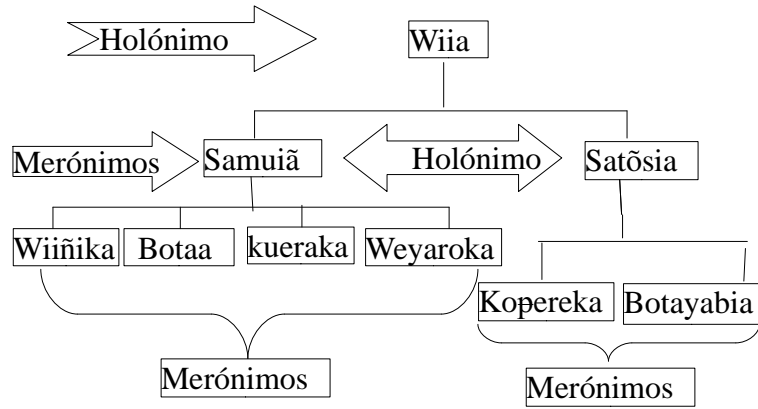 Holónimo
Wiia
Merónimos
Samuiã
Holónimo
Satõsia
Wiiñika
Botaa
kueraka
Weyaroka
Kopereka
Botayabia
Merónimos
Merónimos